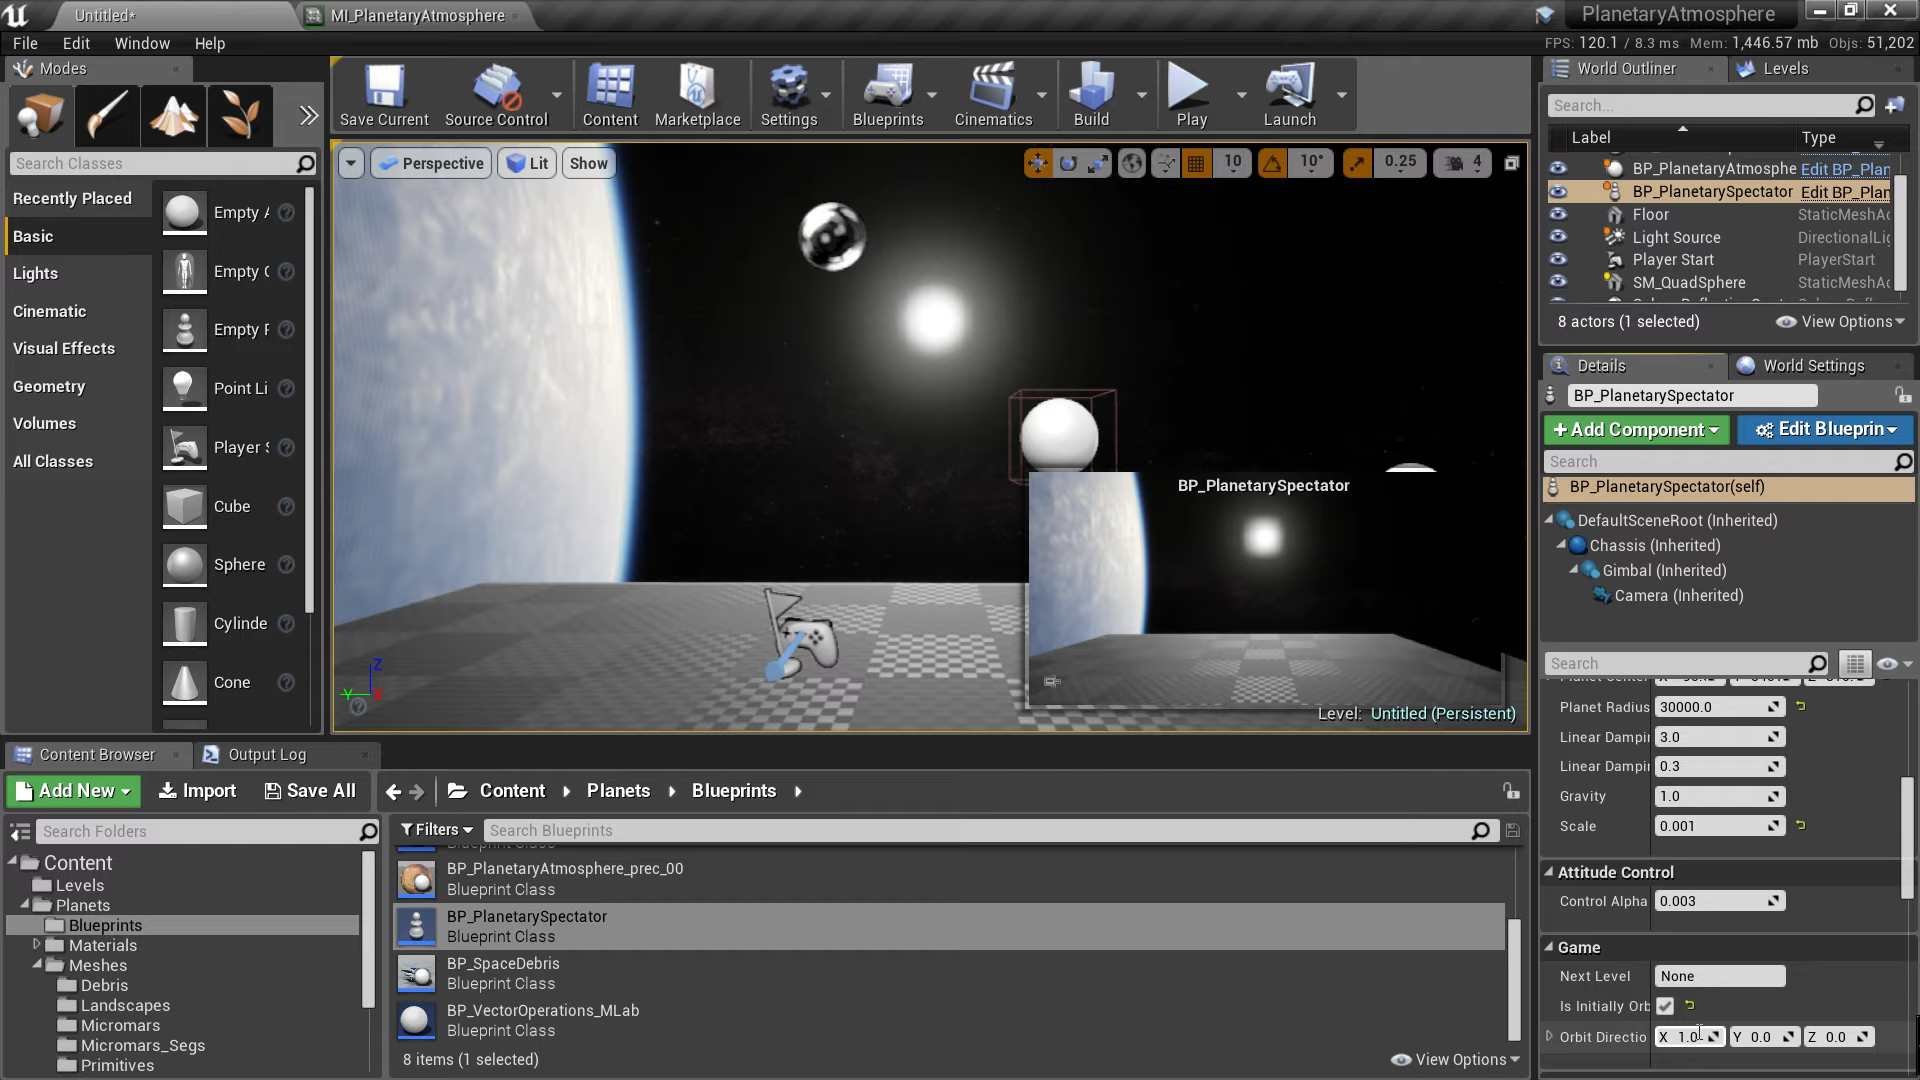 Untitled*
MI_PlanetaryAtmosphere
PlanetaryAtmosphere
File Edit Window Help
FPS: 120.1 / 8.3 ms Mem: 1,446.57 mb Objs: 51,202
Modes
Save Current
Source Control
Content
Marketplace
Settings
Blueprints
Cinematics
Build
Play
Launch
Search Classes
Recently Placed
Basic
Lights
Cinematic
Visual Effects
Geometry
Volumes
All Classes
Empty A
Empty C
Empty P
Point Li
Player S
Cube
Sphere
Cylinde
Cone
Perspective
Lit
Show
10
10°
0.25
4
BP_PlanetarySpectator
Z
Y
X
Level: Untitled (Persistent)
World Outliner
Levels
Search...
Label Type
BP_PlanetaryAtmosphe Edit BP_Plan
BP_PlanetarySpectator Edit BP_Plan
Floor StaticMeshAc
Light Source DirectionalLig
Player Start PlayerStart
SM_QuadSphere StaticMeshAc
8 actors (1 selected)
View Options
Details
World Settings
BP_PlanetarySpectator
+ Add Component
Edit Blueprin
Search
BP_PlanetarySpectator(self)
DefaultSceneRoot (Inherited)
Chassis (Inherited)
Gimbal (Inherited)
Camera (Inherited)
Search
Planet Radius 30000.0
Linear Dampin 3.0
Linear Dampin 0.3
Gravity 1.0
Scale 0.001
Attitude Control
Control Alpha 0.003
Game
Next Level None
Is Initially Orb
Orbit Directio X 1.0 Y 0.0 Z 0.0
Content Browser
Output Log
Add New
Import
Save All
Content
Planets
Blueprints
Search Folders
Filters
Search Blueprints
Content
Levels
Planets
Blueprints
Materials
Meshes
Debris
Landscapes
Micromars
Micromars_Segs
Primitives
BP_PlanetaryAtmosphere_prec_00
Blueprint Class
BP_PlanetarySpectator
Blueprint Class
BP_SpaceDebris
Blueprint Class
BP_VectorOperations_MLab
Blueprint Class
8 items (1 selected)
View Options